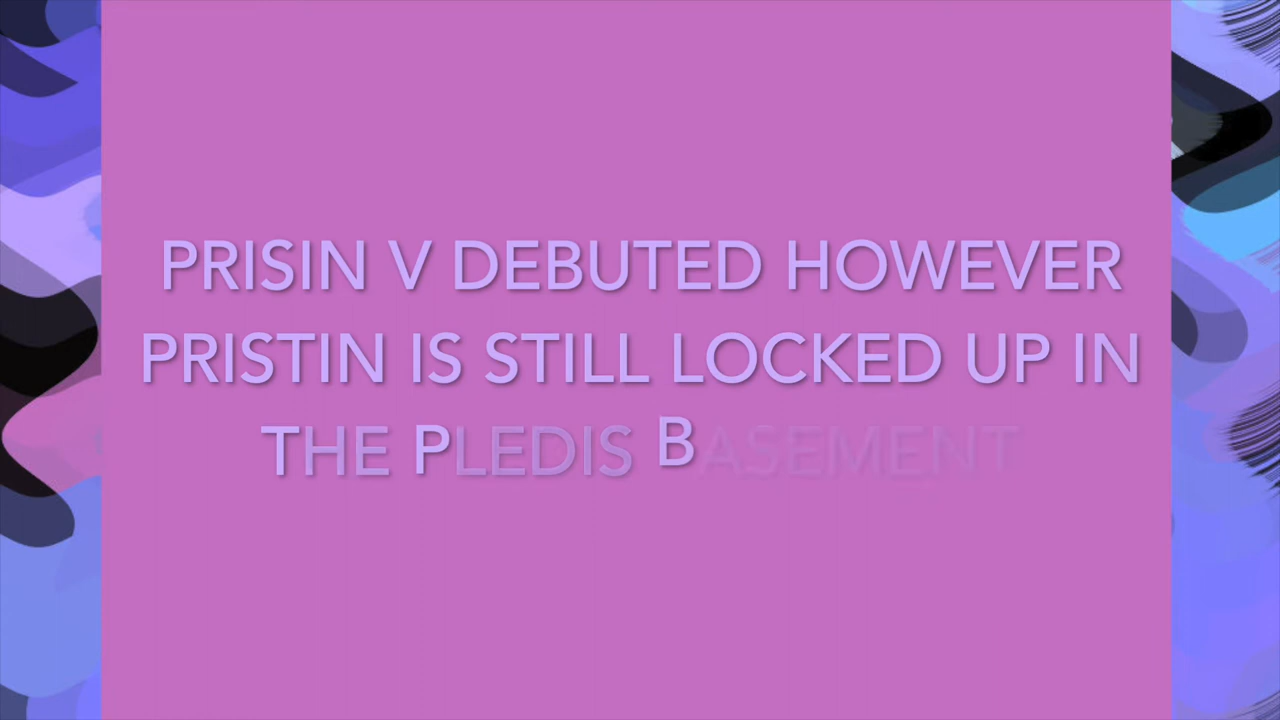 PRISIN V DEBUTED HOWEVER
PRISTIN IS STILL LOCKED UP IN
THE PLEDIS BASEMENT